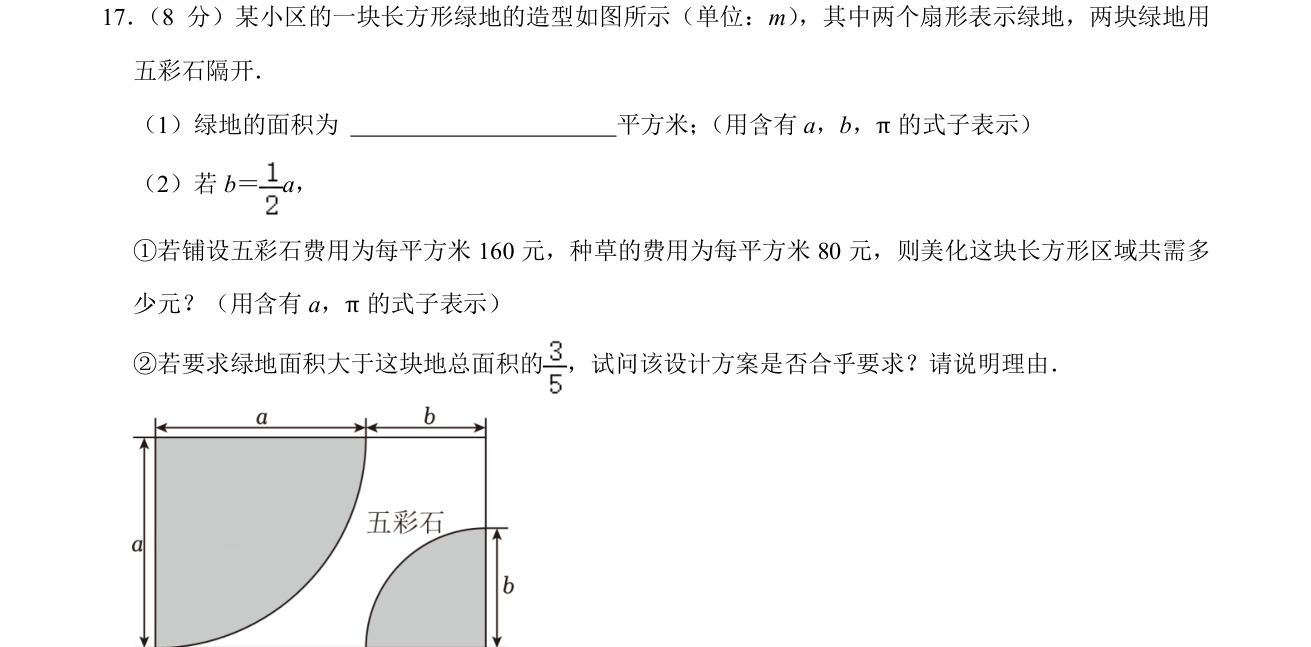 17.（8 分）某小区的一块长方形绿地的造型如图所示（单位：m），其中两个扇形表示绿地，两块绿地用
五彩石隔开．
（1）绿地的面积为 ____________________平方米；（用含有 a，b，π 的式子表示）
（2）若 b＝1/2a，
①若铺设五彩石费用为每平方米 160 元，种草的费用为每平方米 80 元，则美化这块长方形区域共需多
少元？（用含有 a，π 的式子表示）
②若要求绿地面积大于这块地总面积的3/5，试问该设计方案是否合乎要求？请说明理由．
a b
五彩石
a
b